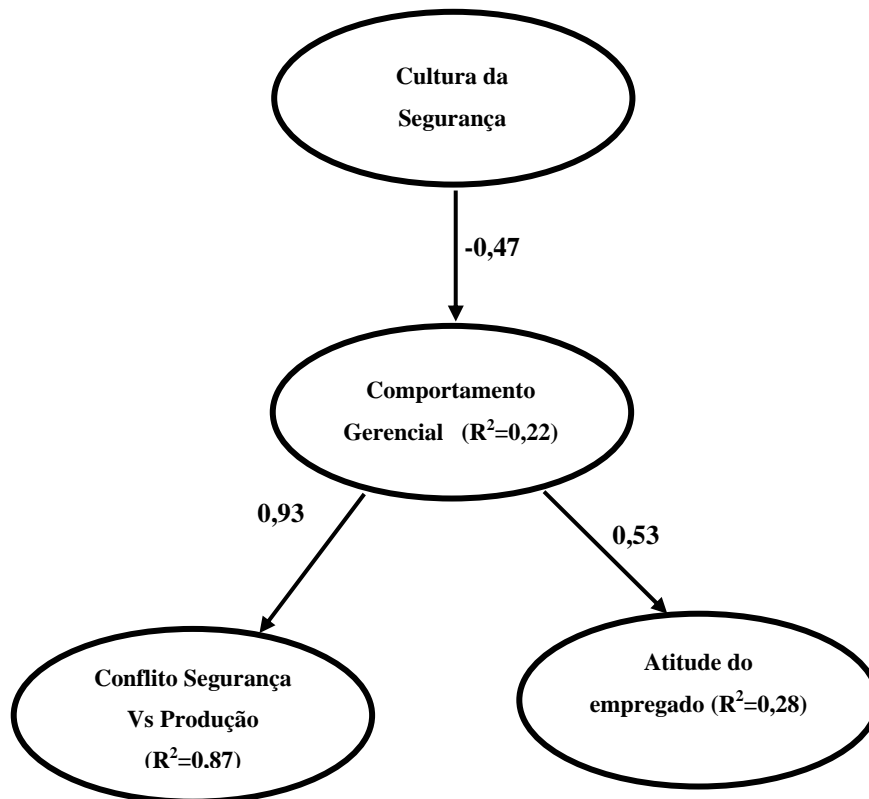 Cultura da
Segurança
-0,47
Comportamento
Gerencial (R²=0,22)
0,93
0,53
Conflito Segurança
Vs Produção
(R²=0,87)
Atitude do
empregado (R²=0,28)